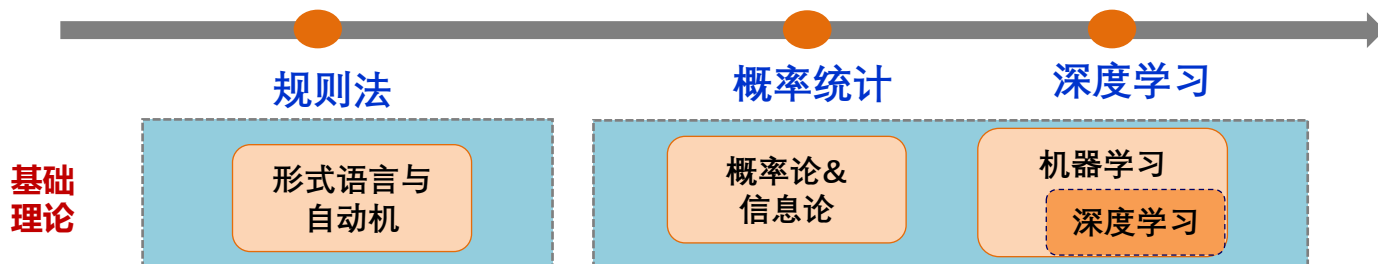 规则法
概率统计
深度学习
基础
理论
形式语言与
自动机
概率论&
信息论
机器学习
深度学习